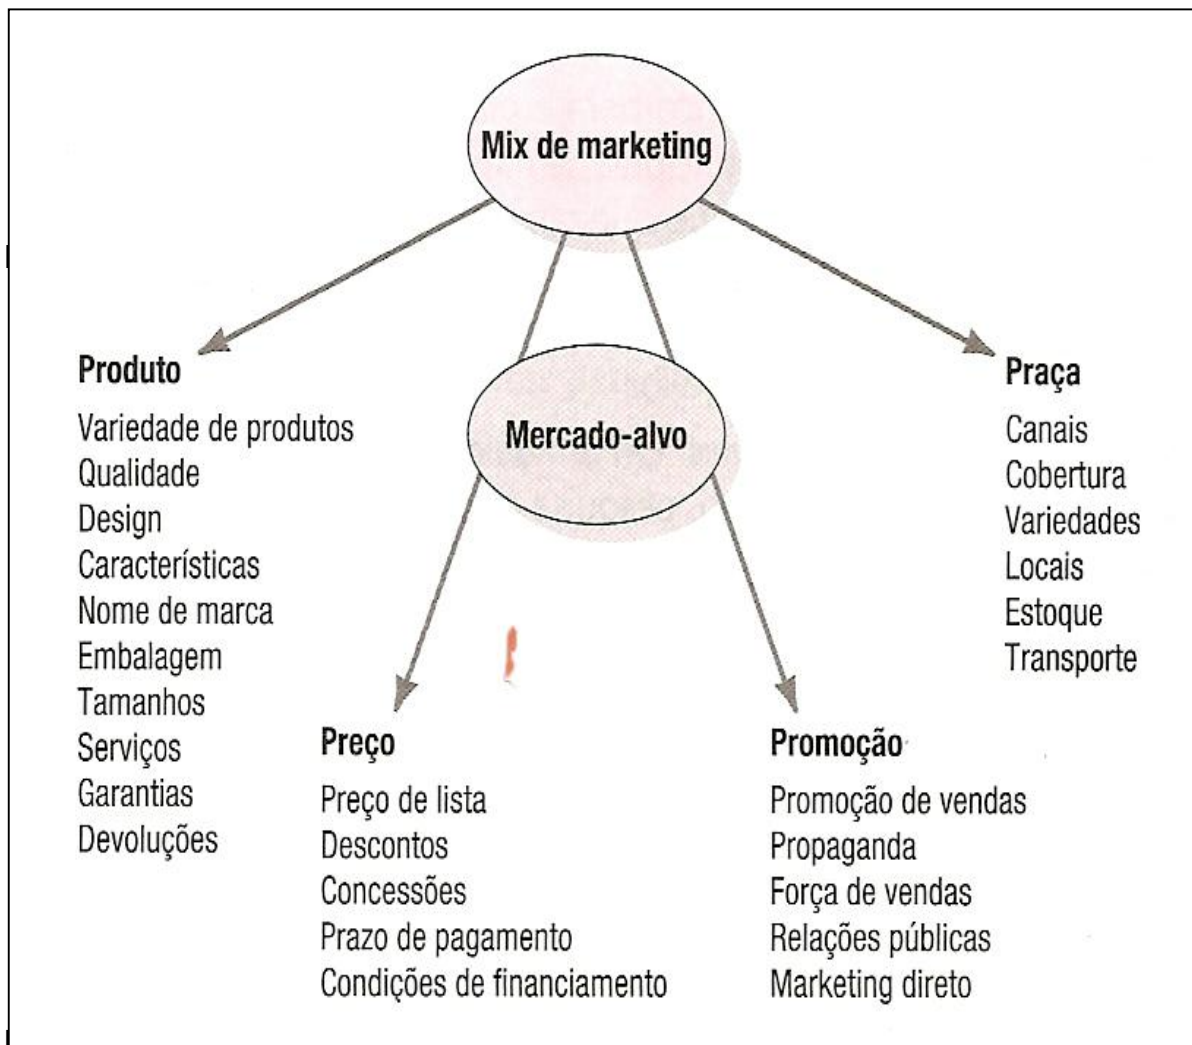 Mix de marketing
Mercado-alvo
Produto
Variedade de produtos
Qualidade
Design
Características
Nome de marca
Embalagem
Tamanhos
Serviços
Garantias
Devoluções
Preço
Preço de lista
Descontos
Concessões
Prazo de pagamento
Condições de financiamento
Promoção
Promoção de vendas
Propaganda
Força de vendas
Relações públicas
Marketing direto
Praça
Canais
Cobertura
Variedades
Locais
Estoque
Transporte